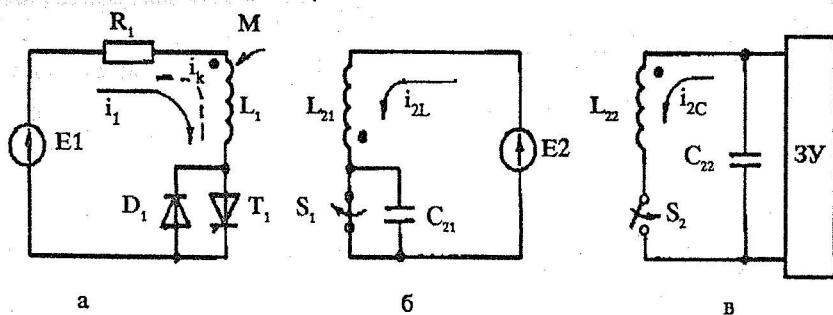 R₁
M
iₖ
i₁
L₁
E1
D₁
T₁
а
L₂₁
i₂L
E2
S₁
C₂₁
б
L₂₂
i₂C
C₂₂
ЗУ
S₂
в